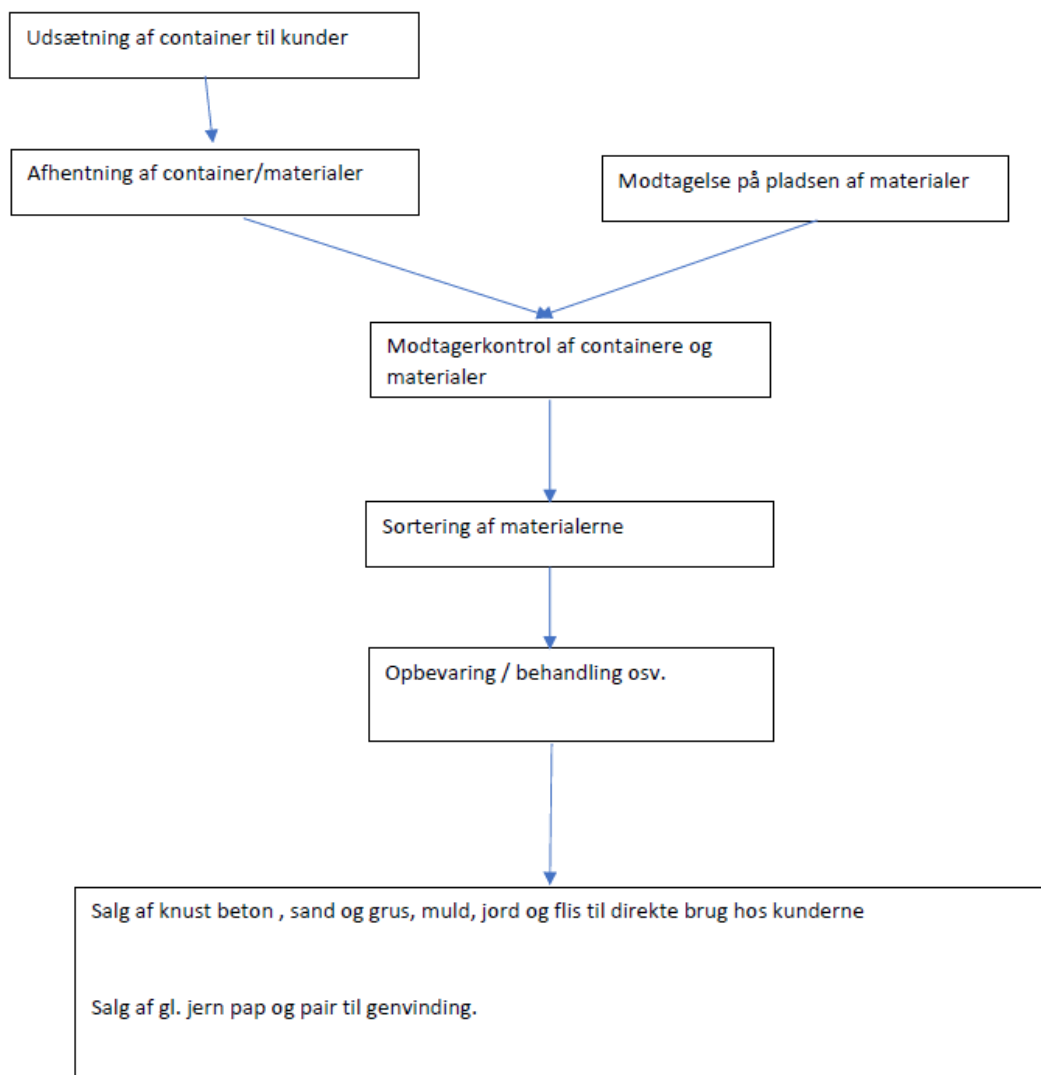 Udsætning af container til kunder
Afhentning af container/materialer
Modtagelse på pladsen af materialer
Modtagerkontrol af containere og
materialer
Sortering af materialerne
Opbevaring / behandling osv.
Salg af knust beton , sand og grus, muld, jord og flis til direkte brug hos kunderne
Salg af gl. jern pap og pair til genvinding.